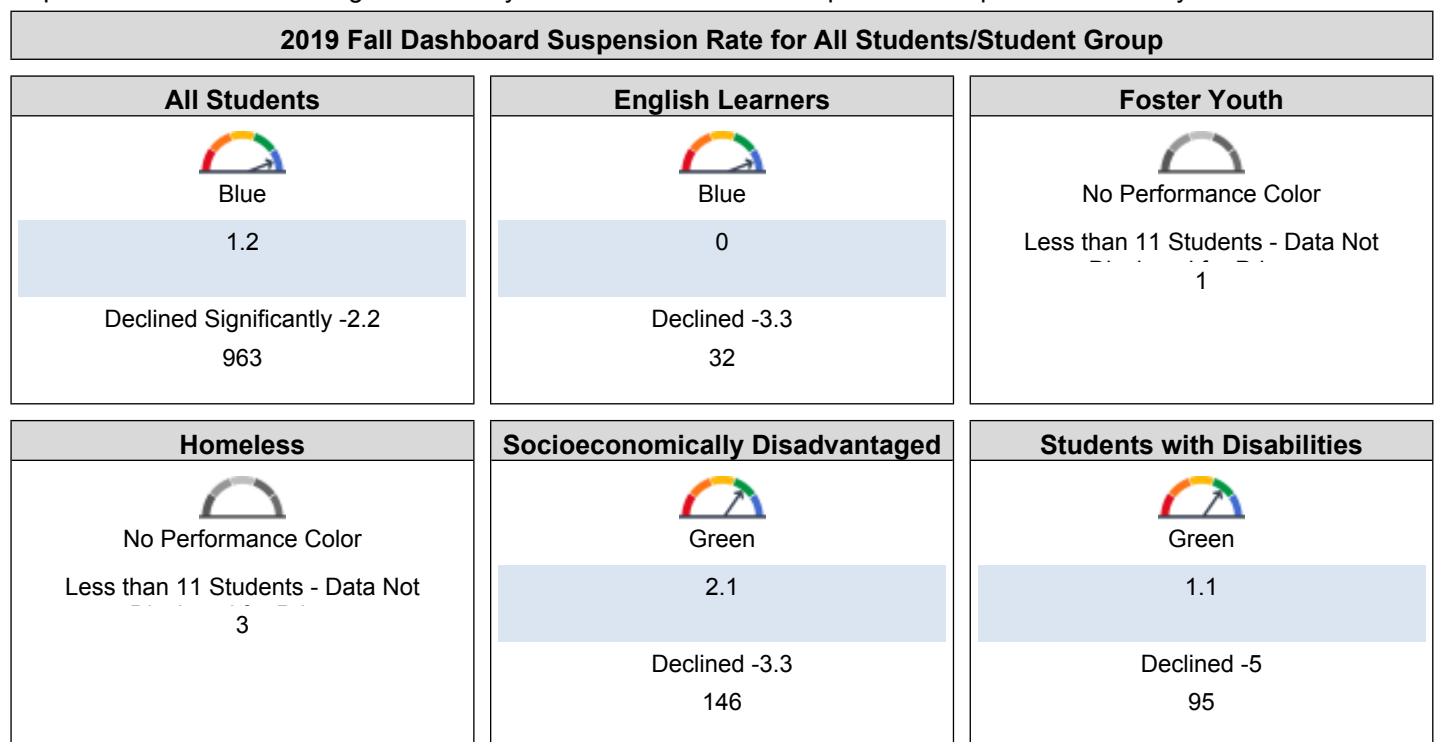 2019 Fall Dashboard Suspension Rate for All Students/Student Group
All Students
Blue
1.2
Declined Significantly -2.2
963
English Learners
Blue
0
Declined -3.3
32
Foster Youth
No Performance Color
Less than 11 Students - Data Not
1
Homeless
No Performance Color
Less than 11 Students - Data Not
3
Socioeconomically Disadvantaged
Green
2.1
Declined -3.3
146
Students with Disabilities
Green
1.1
Declined -5
95